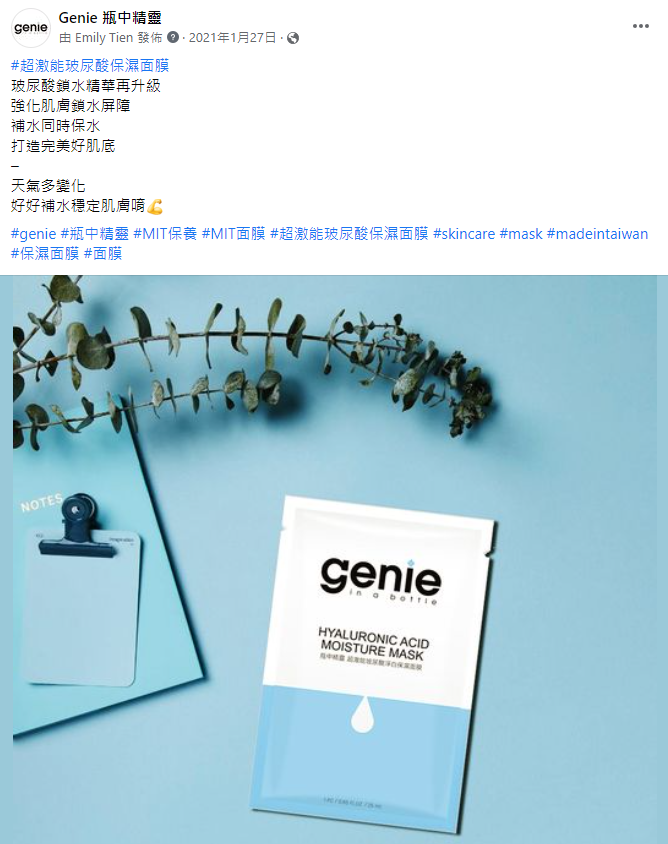 genie
Genie 瓶中精靈
由 Emily Tien 發佈 · 2021年1月27日 ·
#超激能玻尿酸保濕面膜
玻尿酸鎖水精華再升級
強化肌膚鎖水屏障
補水同時保水
打造完美好肌底
–
天氣多變化
好好補水穩定肌膚唷💪
#genie #瓶中精靈 #MIT保養 #MIT面膜 #超激能玻尿酸保濕面膜 #skincare #mask #madeintaiwan
#保濕面膜 #面膜
NOTES
Inspiration
genie
in a bottle
HYALURONIC ACID
MOISTURE MASK
瓶中精靈 超激能玻尿酸淨白保濕面膜